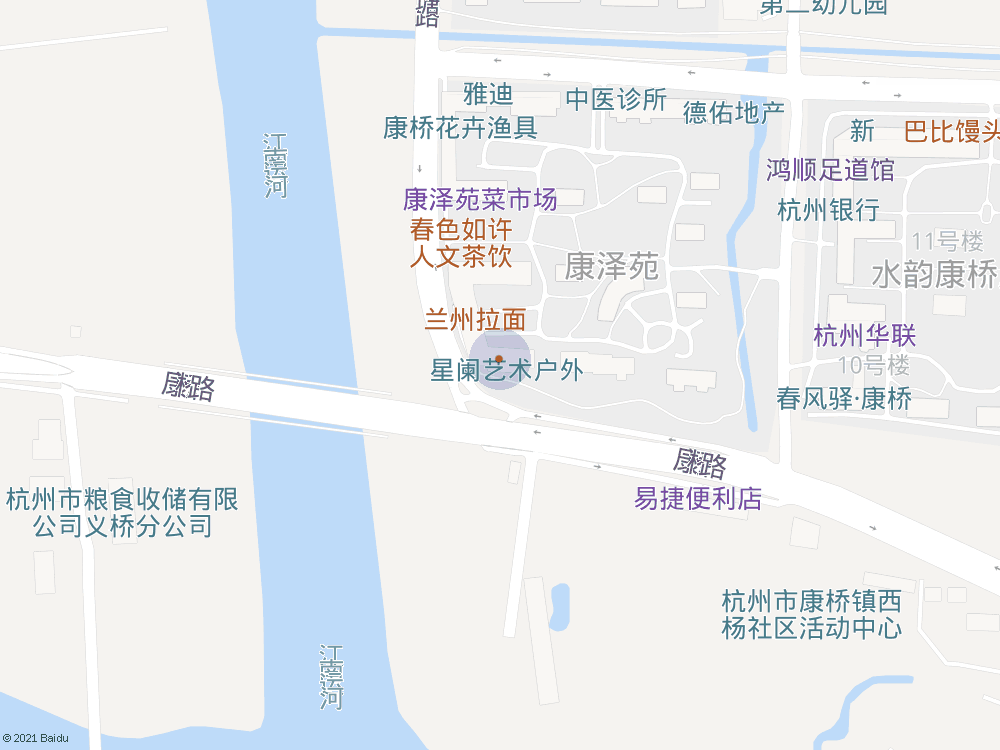 路
第二幼儿园
雅迪
中医诊所
德佑地产
康桥花卉渔具
新
巴比馒头
江南运河
鸿顺足道馆
康泽苑菜市场
杭州银行
春色如许
人文茶饮
11号楼
康泽苑
水韵康桥
兰州拉面
杭州华联
星阑艺术户外
10号楼
康路
春风驿·康桥
康路
易捷便利店
杭州市粮食收储有限
公司义桥分公司
杭州市康桥镇西
杨社区活动中心
江南运河
© 2021 Baidu